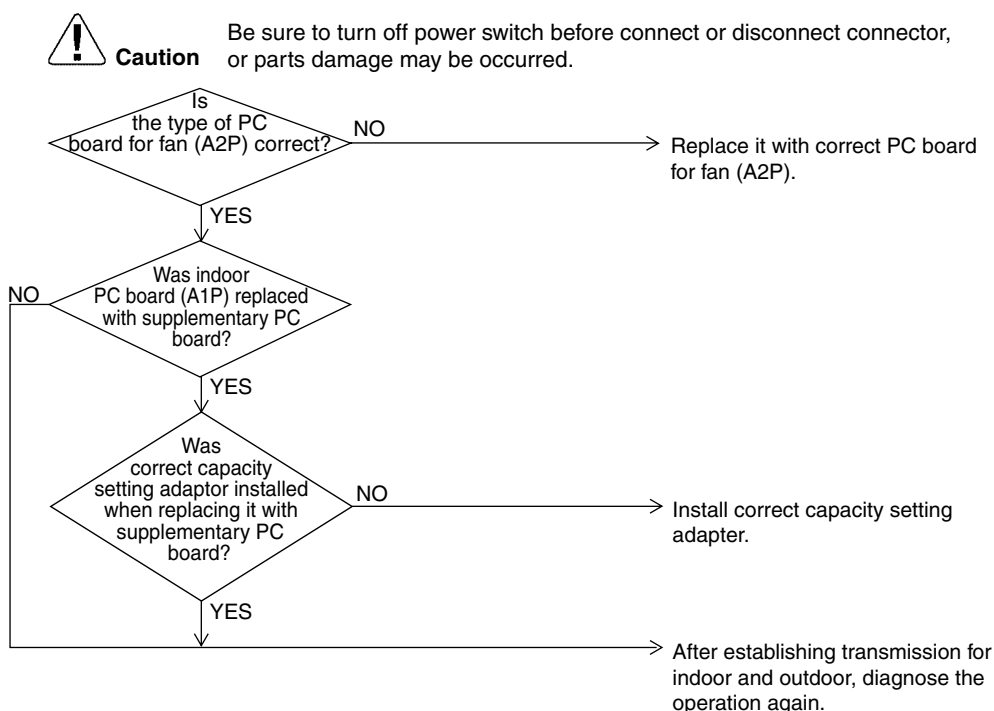 Be sure to turn off power switch before connect or disconnect connector,
Caution
or parts damage may be occurred.
Is
the type of PC
board for fan (A2P) correct?
NO
Replace it with correct PC board
for fan (A2P).
YES
Was indoor
PC board (A1P) replaced
with supplementary PC
board?
NO
YES
Was
correct capacity
setting adaptor installed
when replacing it with
supplementary PC
board?
NO
Install correct capacity setting
adapter.
YES
After establishing transmission for
indoor and outdoor, diagnose the
operation again.